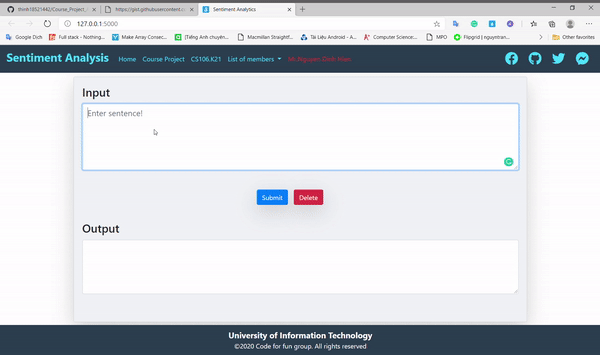 thinh18521442/Course_Project_
https://gist.githubusercontent.c
Sentiment Analytics
127.0.0.1:5000
Google Dịch
Full stack - Nothing...
Make Array Consec...
[Tiếng Anh chuyên...
Macmillan Straightf...
Tài Liệu Android - A...
Computer Science:...
MPO
Flipgrid | nguyntran...
Other favorites
Sentiment Analysis
Home
Course Project
CS106.K21
List of members
Mr.Nguyen Dinh Hien
Input
Enter sentence!
Submit
Delete
Output
University of Information Technology
©2020 Code for fun group. All rights reserved